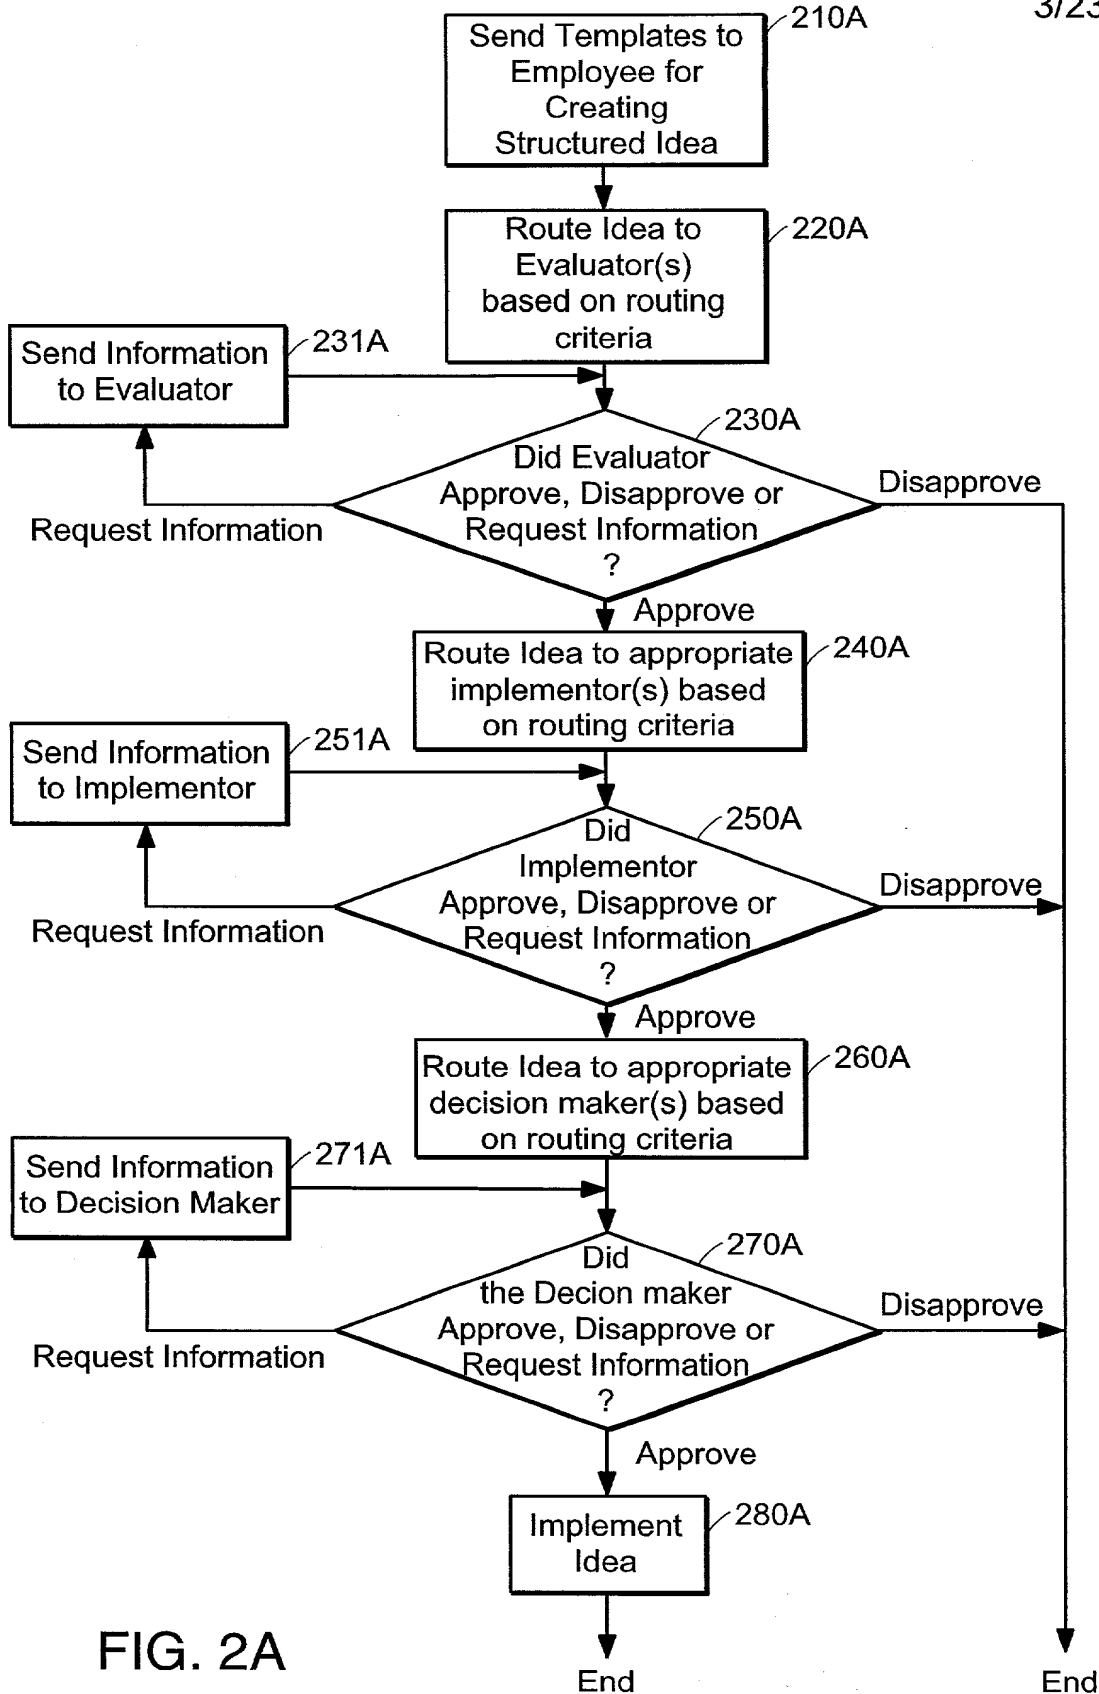 3/23
210A
Send Templates to
Employee for
Creating
Structured Idea
220A
Route Idea to
Evaluator(s)
based on routing
criteria
231A
Send Information
to Evaluator
230A
Did Evaluator
Approve, Disapprove or
Request Information
?
Disapprove
Request Information
Approve
240A
Route Idea to appropriate
implementor(s) based
on routing criteria
251A
Send Information
to Implementor
250A
Did
Implementor
Approve, Disapprove or
Request Information
?
Disapprove
Request Information
Approve
260A
Route Idea to appropriate
decision maker(s) based
on routing criteria
271A
Send Information
to Decision Maker
270A
Did
the Decion maker
Approve, Disapprove or
Request Information
?
Disapprove
Request Information
Approve
280A
Implement
Idea
FIG. 2A
End
End